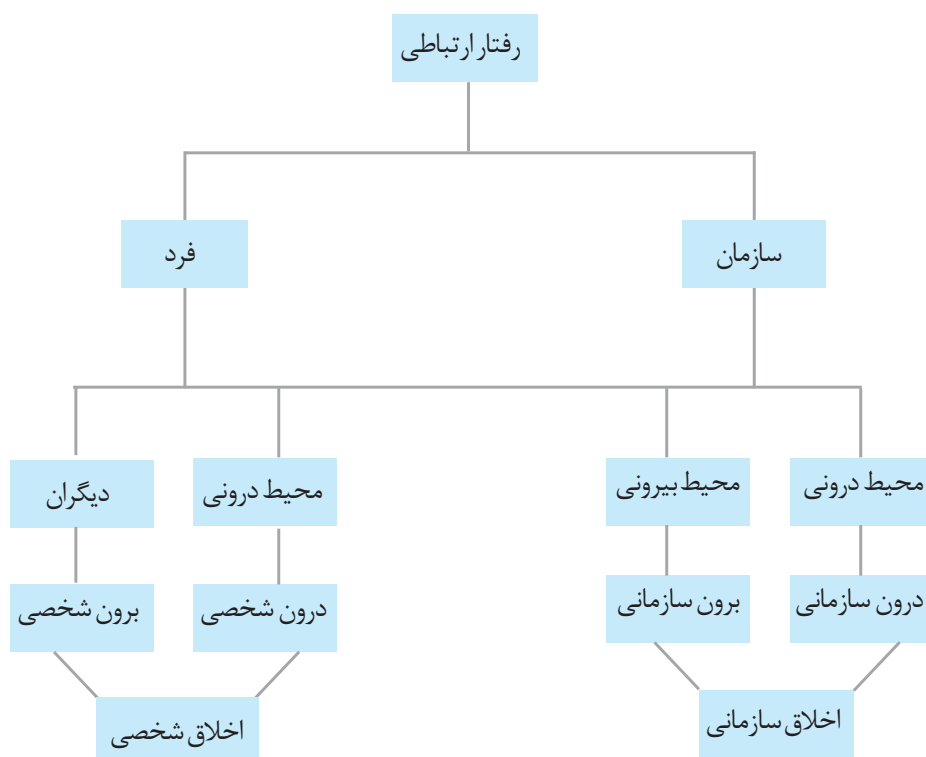 رفتار ارتباطی
سازمان
فرد
محیط درونی
محیط بیرونی
محیط درونی
دیگران
درون سازمانی
برون سازمانی
درون شخصی
برون شخصی
اخلاق سازمانی
اخلاق شخصی